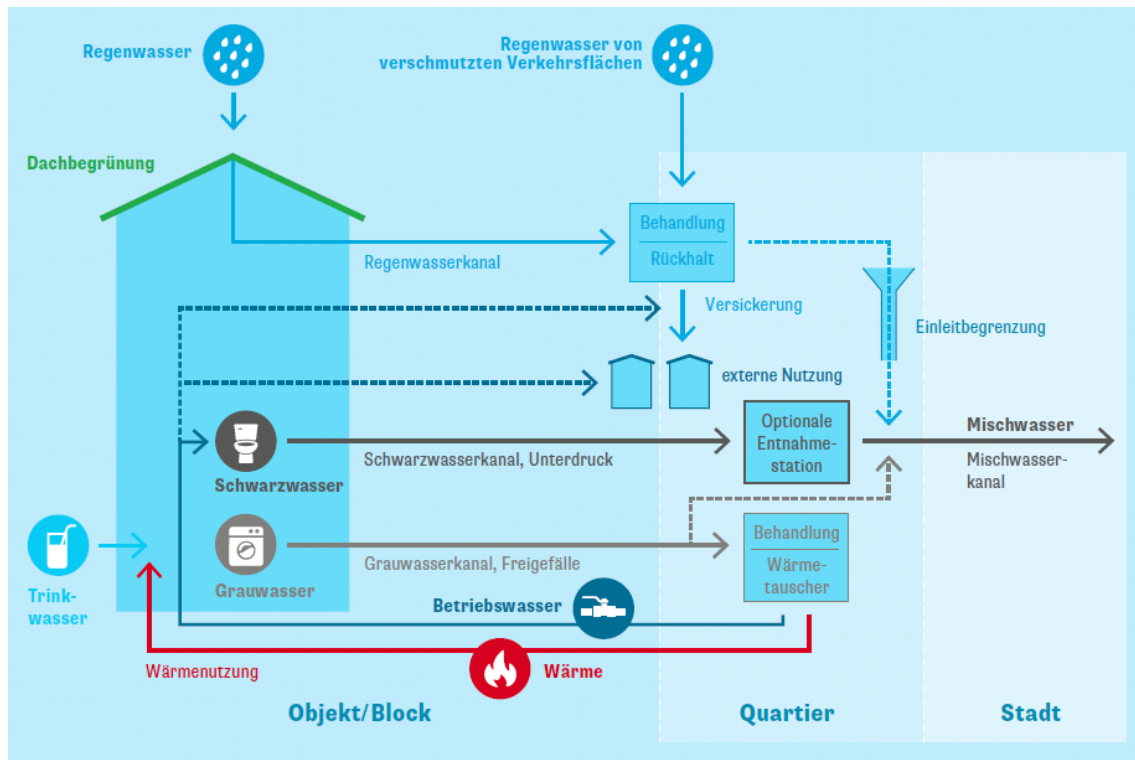 Regenwasser
Regenwasser von
verschmutzten Verkehrsflächen
Dachbegrünung
Behandlung
Rückhalt
Regenwasserkanal
Versickerung
Einleitbegrenzung
externe Nutzung
Optionale
Entnahme-
station
Mischwasser
Mischwasser-
kanal
Schwarzwasserkanal, Unterdruck
Schwarzwasser
Behandlung
Wärme-
tauscher
Grauwasserkanal, Freigefälle
Grauwasser
Trink-
wasser
Betriebswasser
Wärmenutzung
Wärme
Objekt/Block
Quartier
Stadt